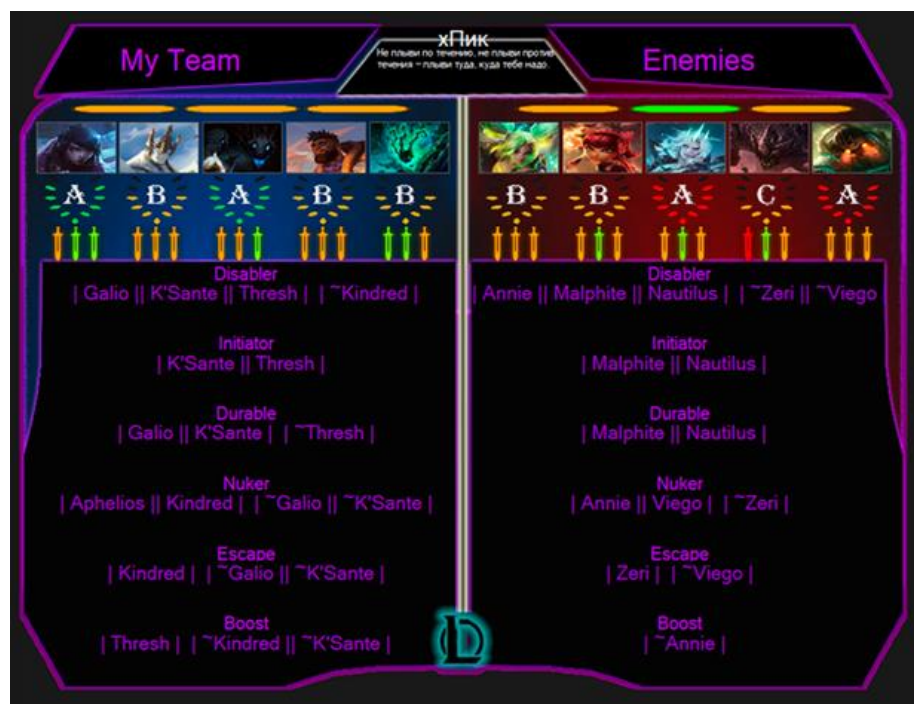 My Team
хПик
Не плыви по течению, не плыви против
течения – плыви туда, куда тебе надо.
Enemies
A B A B B
B B A C A
Disabler
| Galio || K'Sante || Thresh | | ~Kindred |
Initiator
| K'Sante || Thresh |
Durable
| Galio || K'Sante | | ~Thresh |
Nuker
| Aphelios || Kindred | | ~Galio || ~K'Sante |
Escape
| Kindred | | ~Galio || ~K'Sante |
Boost
| Thresh | | ~Kindred || ~K'Sante |
Disabler
| Annie || Malphite || Nautilus | | ~Zeri || ~Viego
Initiator
| Malphite || Nautilus |
Durable
| Malphite || Nautilus |
Nuker
| Annie || Viego | | ~Zeri |
Escape
| Zeri | | ~Viego |
Boost
| ~Annie |